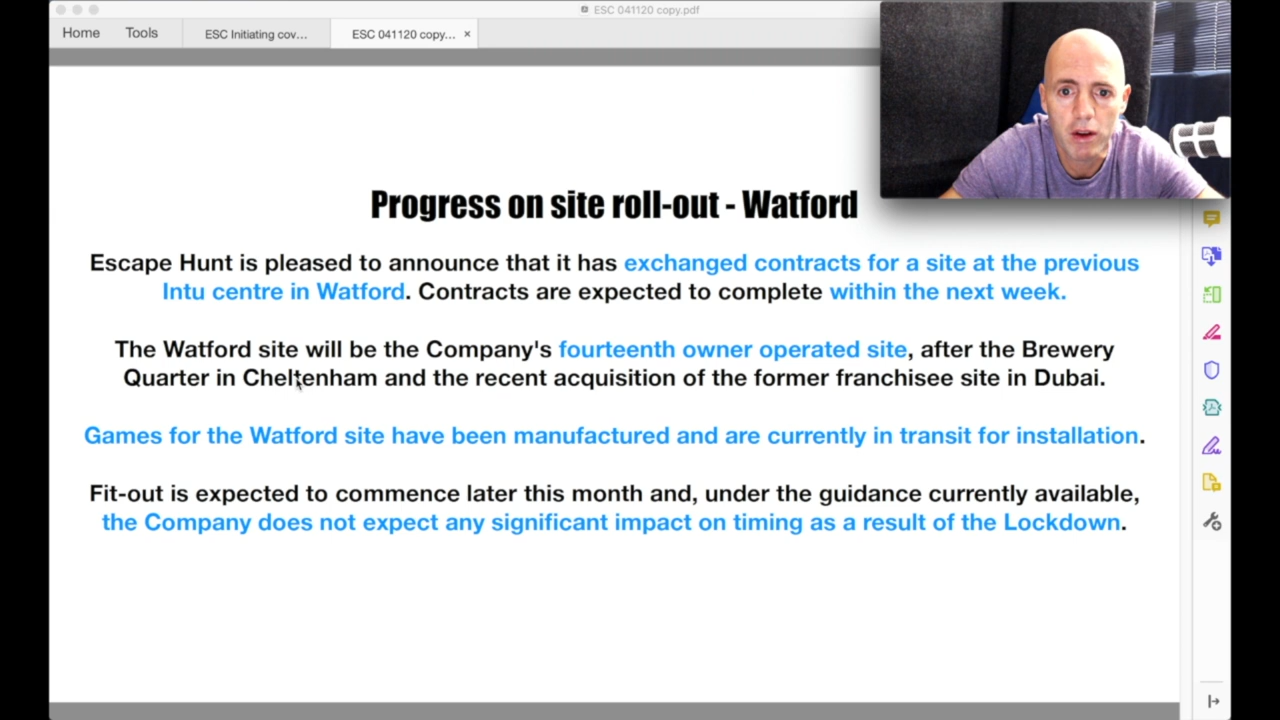 ESC 041120 copy.pdf
Home Tools ESC Initiating cov... ESC 041120 copy... ×
Progress on site roll-out - Watford
Escape Hunt is pleased to announce that it has exchanged contracts for a site at the previous
Intu centre in Watford. Contracts are expected to complete within the next week.
The Watford site will be the Company's fourteenth owner operated site, after the Brewery
Quarter in Cheltenham and the recent acquisition of the former franchisee site in Dubai.
Games for the Watford site have been manufactured and are currently in transit for installation.
Fit-out is expected to commence later this month and, under the guidance currently available,
the Company does not expect any significant impact on timing as a result of the Lockdown.